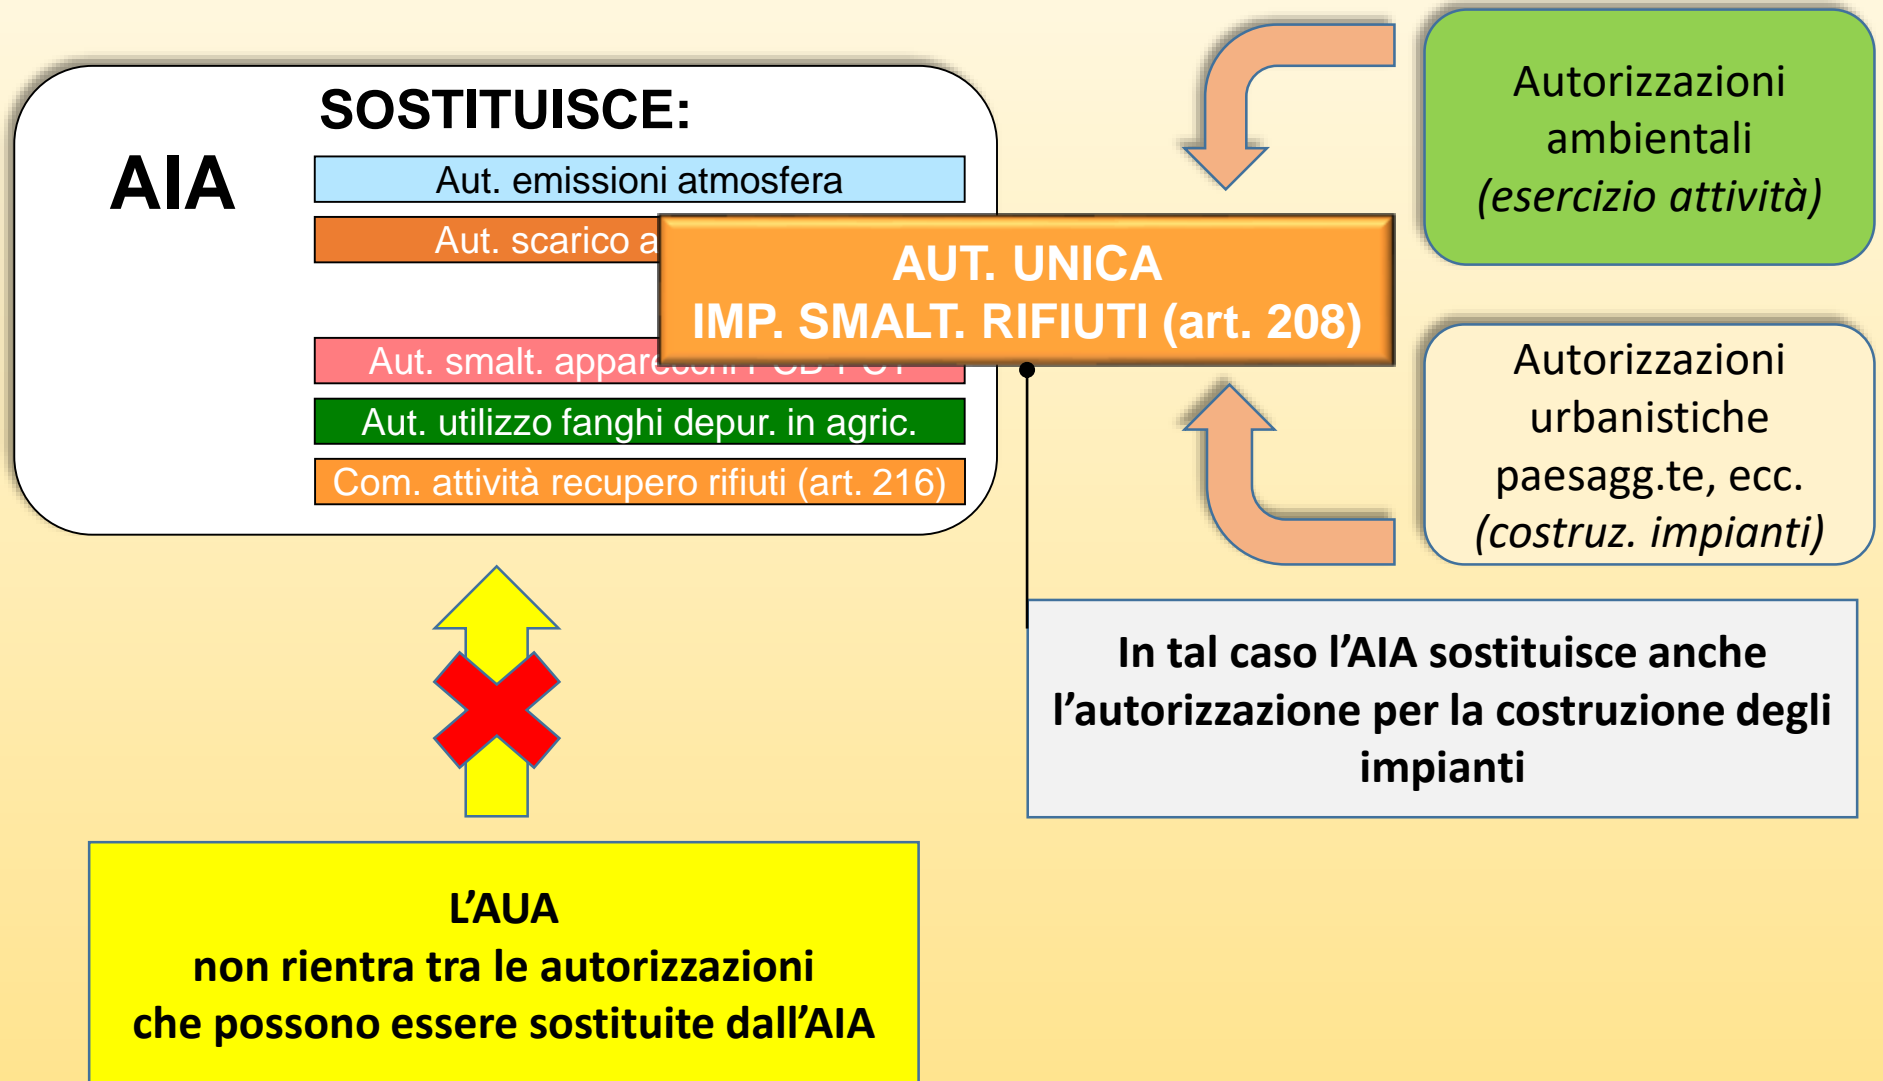 SOSTITUISCE:
AIA
Aut. emissioni atmosfera
Aut. scarico a
AUT. UNICA
IMP. SMALT. RIFIUTI (art. 208)
Aut. smalt. apparecchi PCB-PCT
Aut. utilizzo fanghi depur. in agric.
Com. attività recupero rifiuti (art. 216)
Autorizzazioni
ambientali
(esercizio attività)
Autorizzazioni
urbanistiche
paesagg.te, ecc.
(costruz. impianti)
In tal caso l’AIA sostituisce anche
l’autorizzazione per la costruzione degli
impianti
L’AUA
non rientra tra le autorizzazioni
che possono essere sostituite dall’AIA